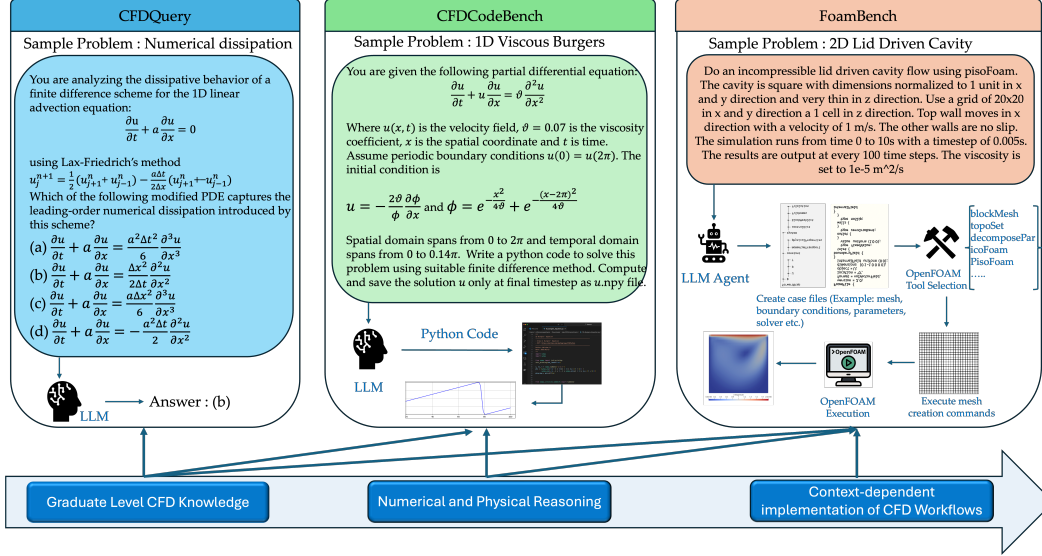 CFDQuery
Sample Problem : Numerical dissipation
You are analyzing the dissipative behavior of a
finite difference scheme for the 1D linear
advection equation:
∂u/∂t + a ∂u/∂x = 0
using Lax-Friedrich's method
u_j^{n+1} = 1/2 (u_{j+1}^n + u_{j-1}^n) − aΔt/2Δx (u_{j+1}^n +− u_{j-1}^n)
Which of the following modified PDE captures the
leading-order numerical dissipation introduced by
this scheme?
(a) ∂u/∂t + a ∂u/∂x = a²Δt²/6 ∂³u/∂x³
(b) ∂u/∂t + a ∂u/∂x = Δx²/2Δt ∂²u/∂x²
(c) ∂u/∂t + a ∂u/∂x = aΔx²/6 ∂³u/∂x³
(d) ∂u/∂t + a ∂u/∂x = − a²Δt/2 ∂²u/∂x²
LLM
Answer : (b)
CFDCodeBench
Sample Problem : 1D Viscous Burgers
You are given the following partial differential equation:
∂u/∂t + u ∂u/∂x = ϑ ∂²u/∂x²
Where u(x, t) is the velocity field, ϑ = 0.07 is the viscosity
coefficient, x is the spatial coordinate and t is time.
Assume periodic boundary conditions u(0) = u(2π). The
initial condition is
u = − 2ϑ/ϕ ∂ϕ/∂x and ϕ = e^{−x²/4ϑ} + e^{−(x−2π)²/4ϑ}
Spatial domain spans from 0 to 2π and temporal domain
spans from 0 to 0.14π. Write a python code to solve this
problem using suitable finite difference method. Compute
and save the solution u only at final timestep as u.npy file.
LLM
Python Code
FoamBench
Sample Problem : 2D Lid Driven Cavity
Do an incompressible lid driven cavity flow using pisoFoam.
The cavity is square with dimensions normalized to 1 unit in x
and y direction and very thin in z direction. Use a grid of 20x20
in x and y direction a 1 cell in z direction. Top wall moves in x
direction with a velocity of 1 m/s. The other walls are no slip.
The simulation runs from time 0 to 10s with a timestep of 0.005s.
The results are output at every 100 time steps. The viscosity is
set to 1e-5 m^2/s
LLM Agent
Create case files (Example: mesh,
boundary conditions, parameters,
solver etc.)
OpenFOAM
Tool Selection
blockMesh
topoSet
decomposePar
icoFoam
PisoFoam
.....
>OpenFOAM
OpenFOAM
Execution
Execute mesh
creation commands
Graduate Level CFD Knowledge
Numerical and Physical Reasoning
Context-dependent
implementation of CFD Workflows